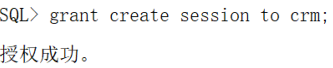 SQL> grant create session to crm;
授权成功。